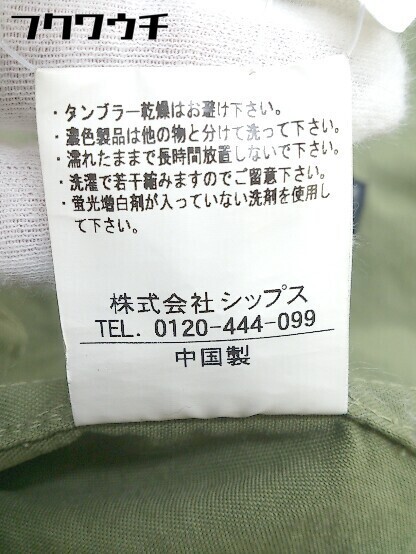 フクウウチ
・タンブラー乾燥はお避け下さい。
・濃色製品は他の物と分けて洗って下さい。
・濡れたままで長時間放置しないで下さい。
・洗濯で若干縮みますのでご留意下さい。
・蛍光増白剤が入っていない洗剤を使用し
て下さい。
株式会社 シップス
TEL. 0120-444-099
中国製